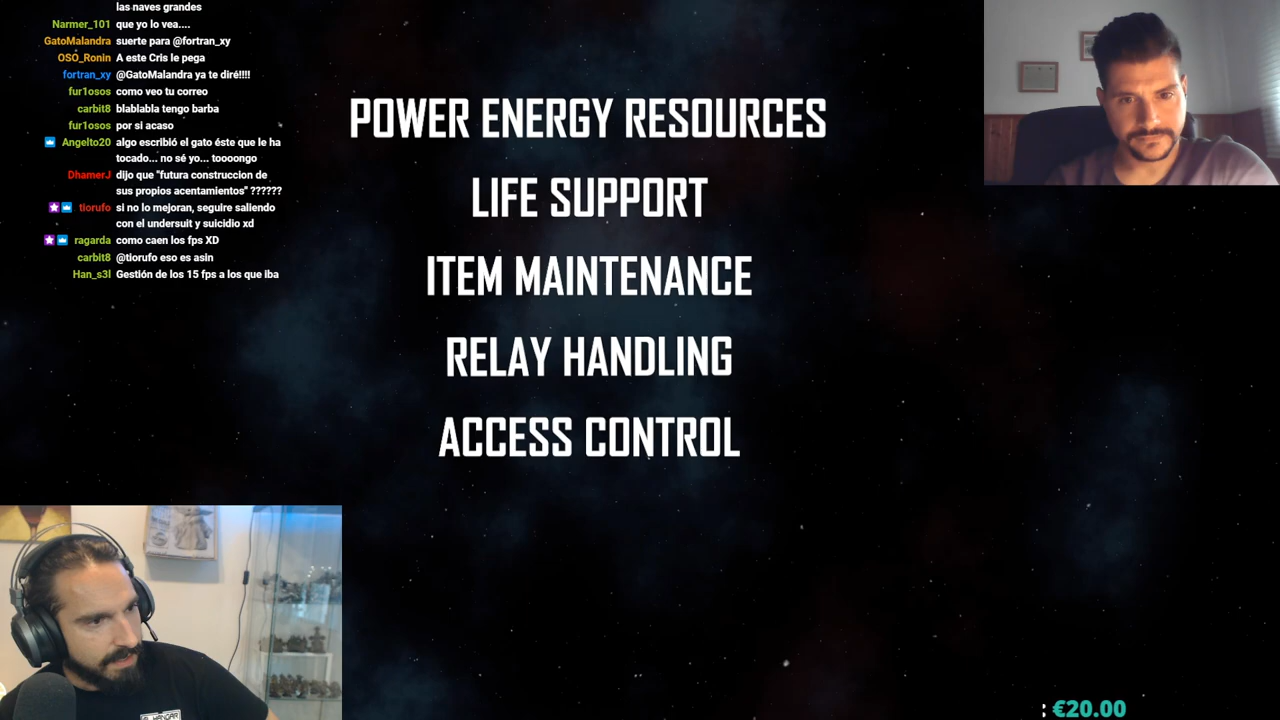 las naves grandes
Narmer_101 que yo lo vea....
GatoMalandra suerte para @fortran_xy
OSO_Ronin A este Cris le pega
fortran_xy @GatoMalandra ya te diré!!!!
fur1osos como veo tu correo
carbit8 blablabla tengo barba
fur1osos por si acaso
Angelto20 algo escribió el gato éste que le ha
tocado... no sé yo... toooongo
DhamerJ dijo que "futura construccion de
sus propios acentamientos" ??????
tiorufo si no lo mejoran, seguire saliendo
con el undersuit y suicidio xd
ragarda como caen los fps XD
carbit8 @tiorufo eso es asin
Han_s3l Gestión de los 15 fps a los que iba
POWER ENERGY RESOURCES
LIFE SUPPORT
ITEM MAINTENANCE
RELAY HANDLING
ACCESS CONTROL
EL HANGAR
: €20.00